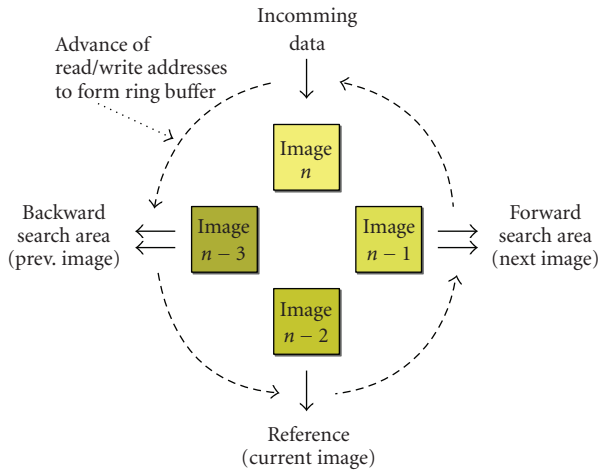 Incomming
data
Advance of
read/write addresses
to form ring buffer
Image
n
Backward
search area
(prev. image)
Image
n − 3
Image
n − 1
Forward
search area
(next image)
Image
n − 2
Reference
(current image)